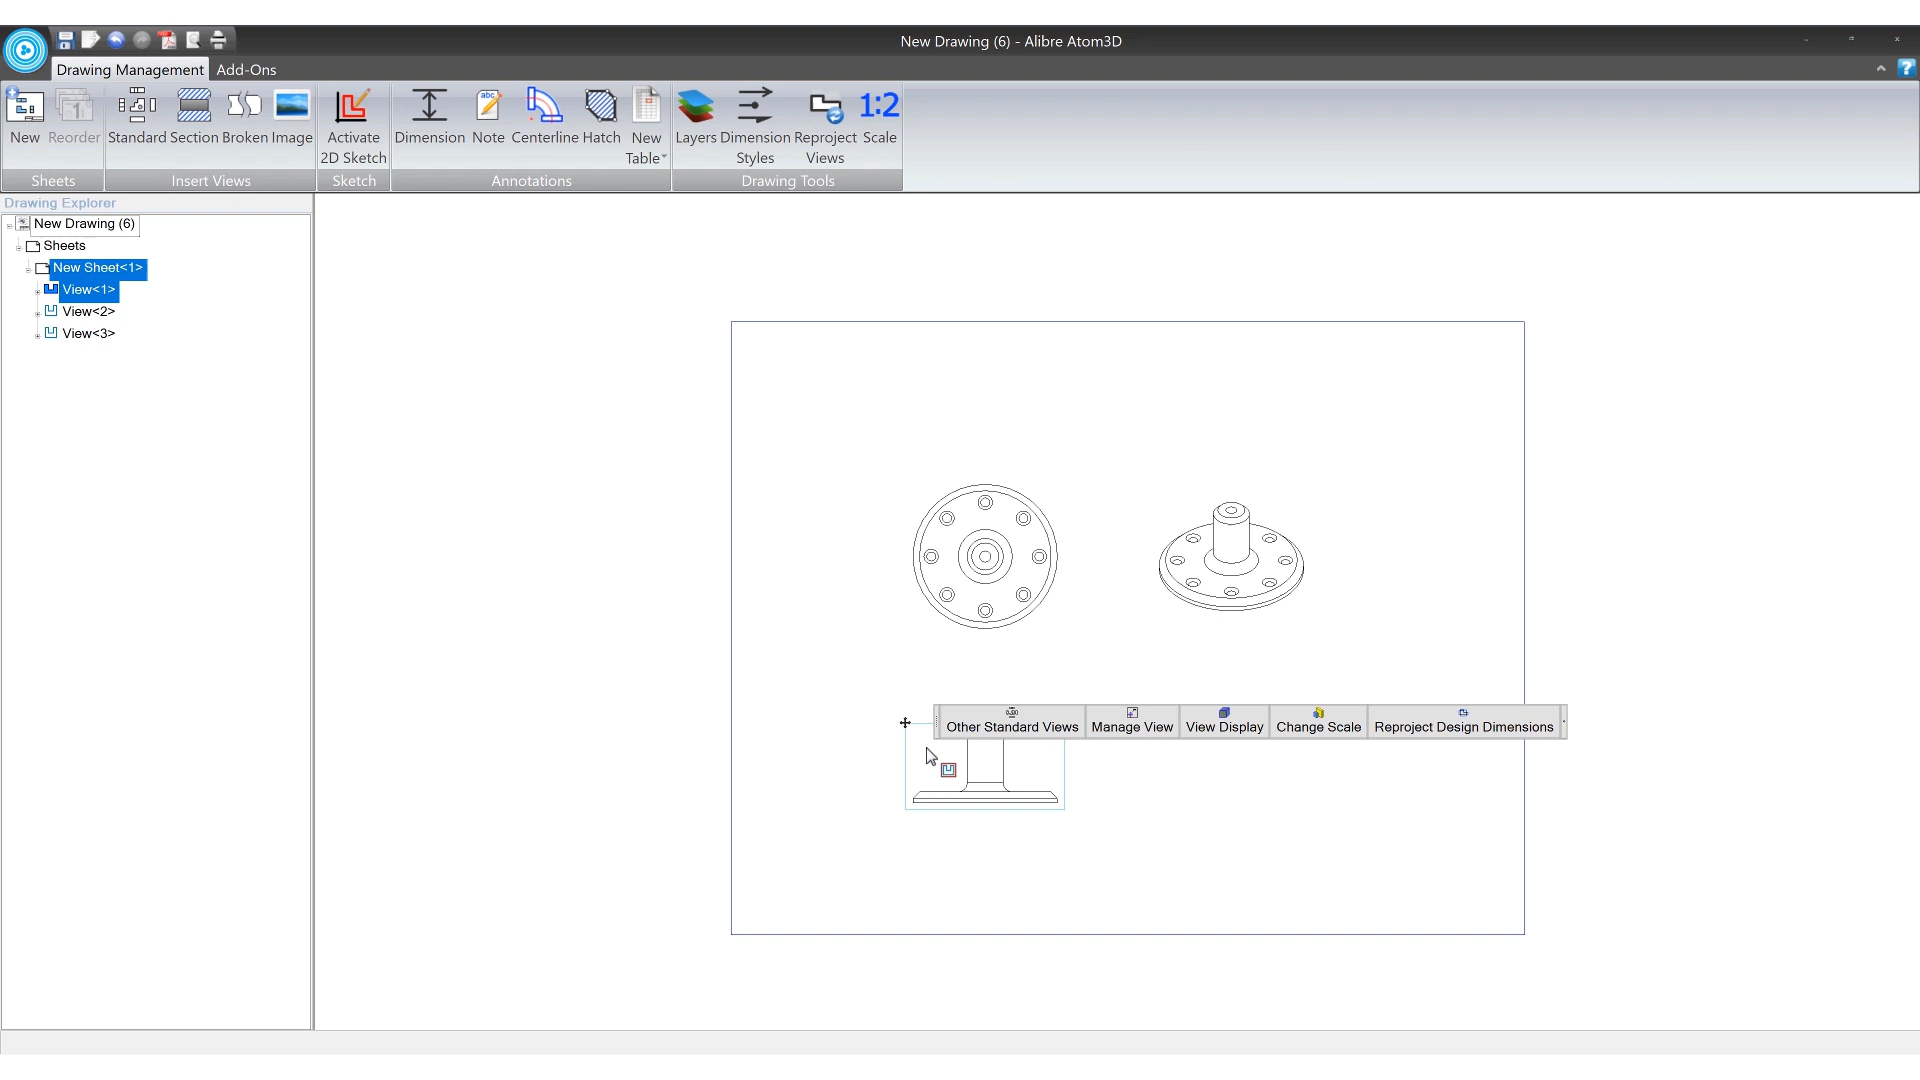 New Drawing (6) - Alibre Atom3D
Drawing Management Add-Ons
New Reorder Standard Section Broken Image Activate 2D Sketch Dimension Note Centerline Hatch New Table Layers Dimension Styles Reproject Views 1:2 Scale
Sheets Insert Views Sketch Annotations Drawing Tools
Drawing Explorer
New Drawing (6)
Sheets
New Sheet<1>
View<1>
View<2>
View<3>
Other Standard Views Manage View View Display Change Scale Reproject Design Dimensions